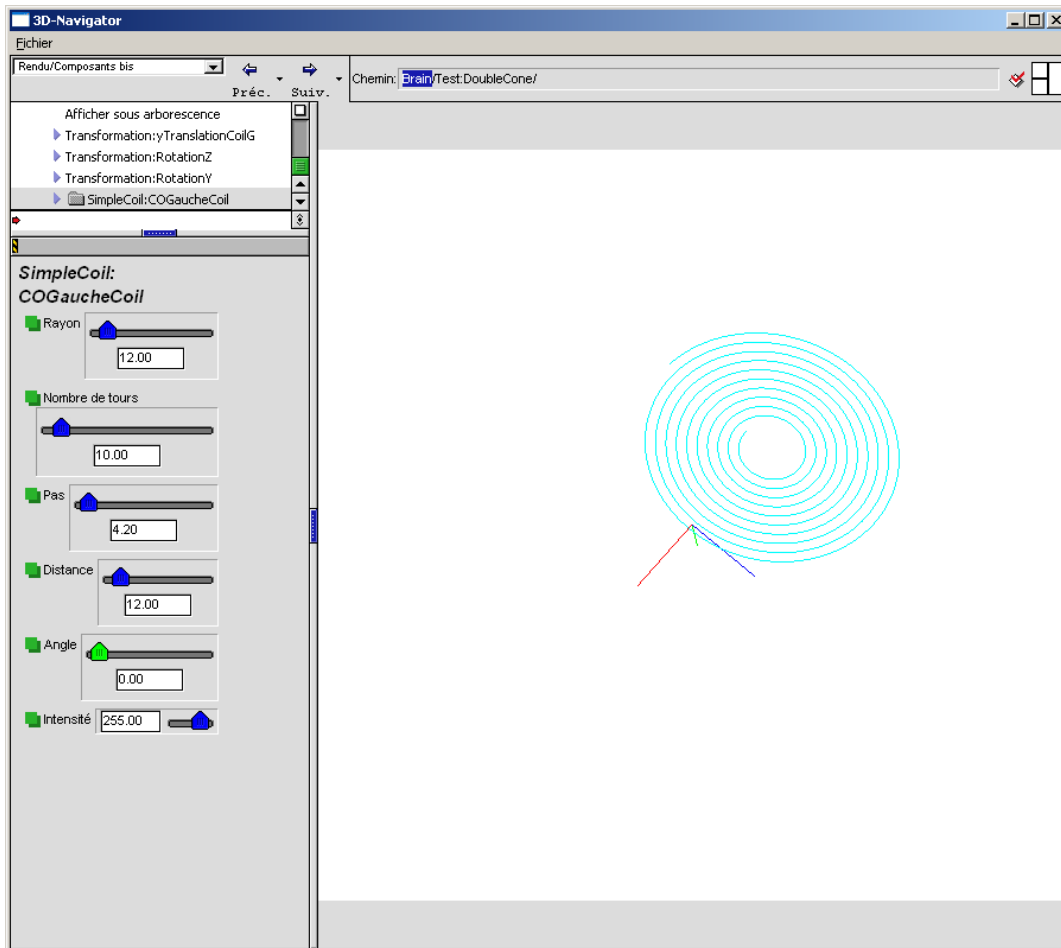 3D-Navigator
Fichier
Rendu/Composants bis
Préc.
Suiv.
Chemin: Brain/Test:DoubleCone/
Afficher sous arborescence
Transformation:yTranslationCoilG
Transformation:RotationZ
Transformation:RotationY
SimpleCoil:COGaucheCoil
SimpleCoil:
COGaucheCoil
Rayon
12.00
Nombre de tours
10.00
Pas
4.20
Distance
12.00
Angle
0.00
Intensité 255.00